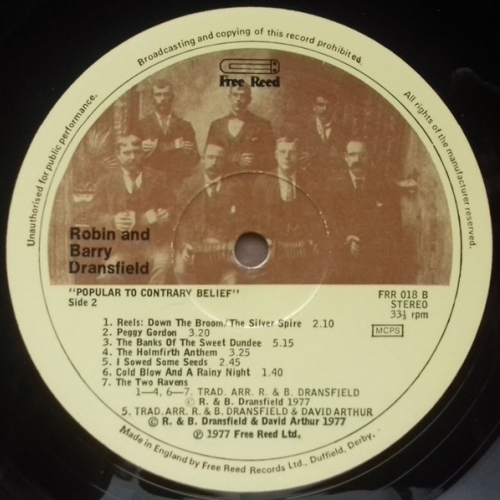 Broadcasting and copying of this record prohibited.
Unauthorised for public performance.
All rights of the manufacturer reserved.
Free Reed
Robin and
Barry
Dransfield
"POPULAR TO CONTRARY BELIEF"
Side 2
FRR 018 B
STEREO
33⅓ rpm
MCPS
1. Reels: Down The Broom/The Silver Spire 2.10
2. Peggy Gordon 3.20
3. The Banks Of The Sweet Dundee 5.15
4. The Holmfirth Anthem 3.25
5. I Sowed Some Seeds 2.45
6. Cold Blow And A Rainy Night 1.40
7. The Two Ravens
1—4, 6—7. TRAD. ARR. R. & B. DRANSFIELD
© R. & B. Dransfield 1977
5. TRAD. ARR. R. & B. DRANSFIELD & DAVID ARTHUR
© R. & B. Dransfield & David Arthur 1977
℗ 1977 Free Reed Ltd.
Made in England by Free Reed Records Ltd., Duffield, Derby.